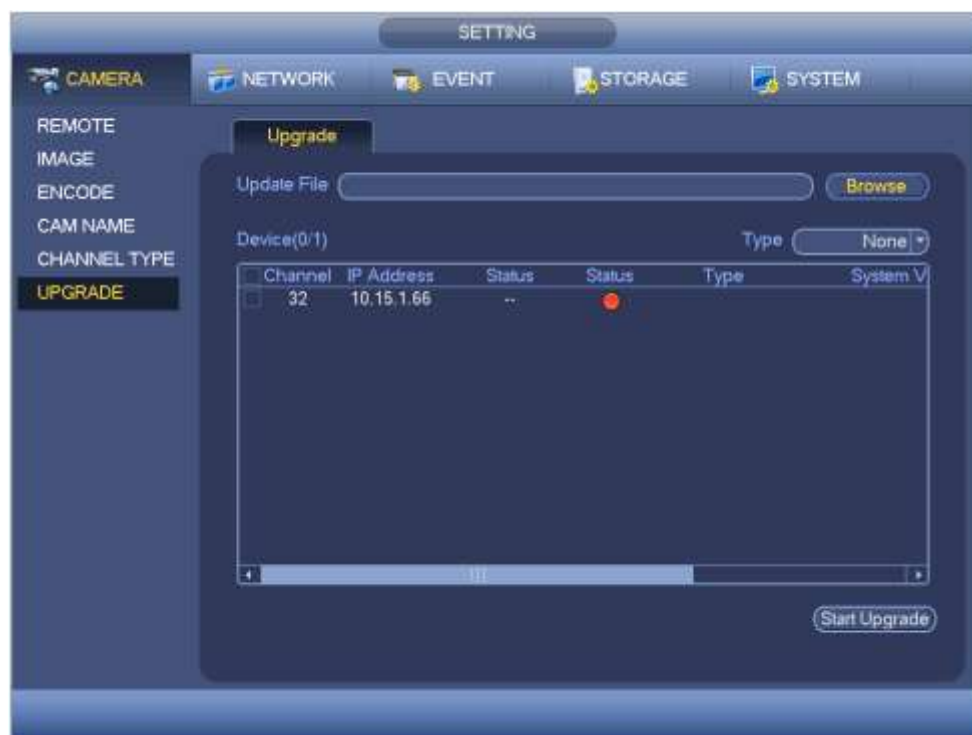 SETTING
CAMERA NETWORK EVENT STORAGE SYSTEM
REMOTE
IMAGE
ENCODE
CAM NAME
CHANNEL TYPE
UPGRADE
Upgrade
Update File Browse
Device(0/1) Type None
Channel IP Address Status Status Type System V
32 10.15.1.66 --
Start Upgrade